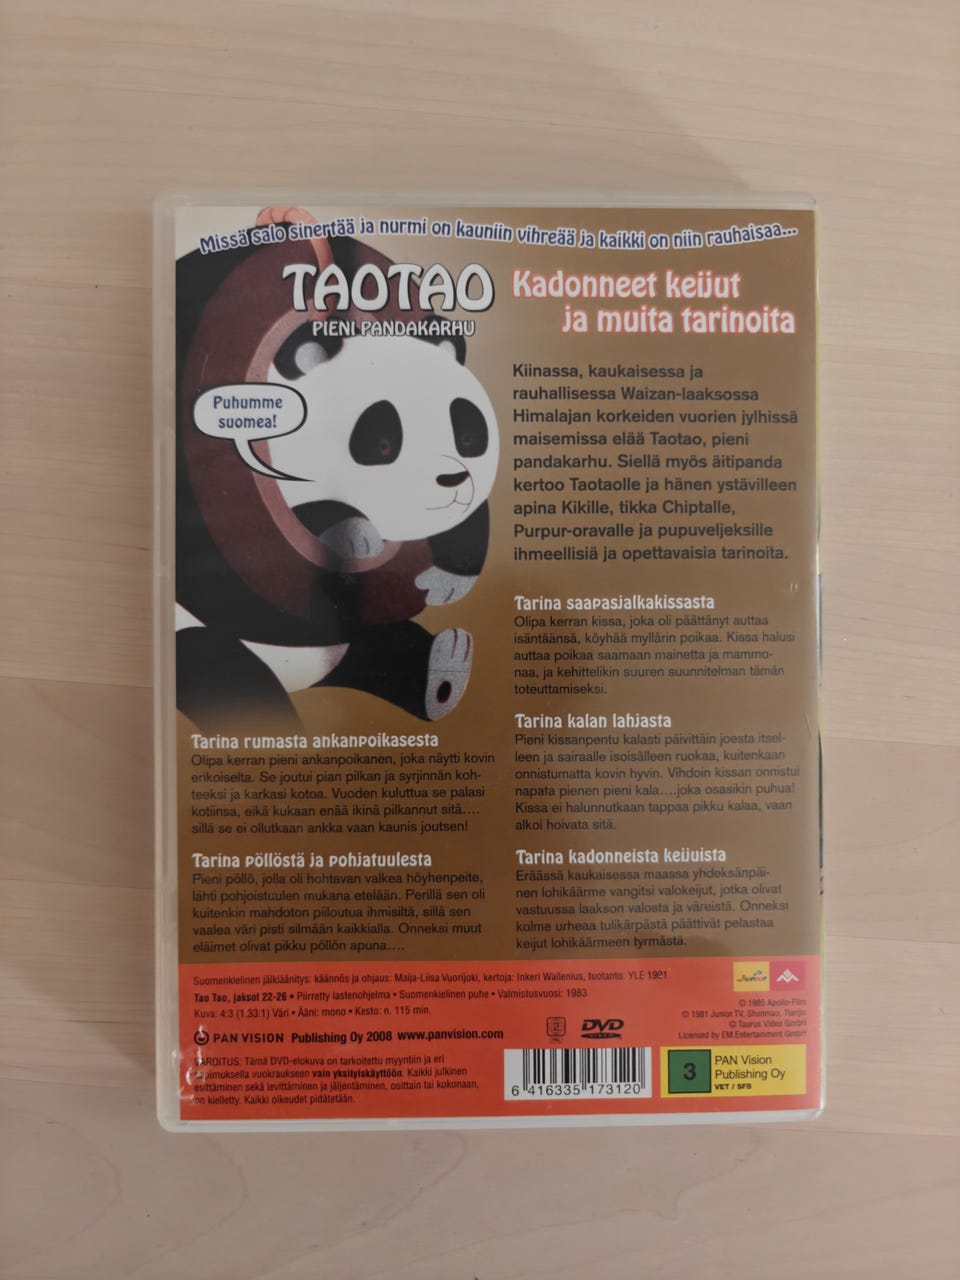 Missä salo sinertää ja nurmi on kauniin vihreää ja kaikki on niin rauhaisaa...
TAOTAO
PIENI PANDAKARHU
Puhumme
suomea!
Kadonneet keijut
ja muita tarinoita
Kiinassa, kaukaisessa ja
rauhallisessa Waizan-laaksossa
Himalajan korkeiden vuorien jylhissä
maisemissa elää Taotao, pieni
pandakarhu. Siellä myös äitipanda
kertoo Taotaolle ja hänen ystävilleen
apina Kikille, tikka Chiptalle,
Purpur-oravalle ja pupuveljeksille
ihmeellisiä ja opettavaisia tarinoita.
Tarina rumasta ankanpoikasesta
Olipa kerran pieni ankanpoikanen, joka näytti kovin
erikoiselta. Se joutui pian pilkan ja syrjinnän koh-
teeksi ja karkasi kotoa. Vuoden kuluttua se palasi
kotiinsa, eikä kukaan enää ikinä pilkannut sitä....
sillä se ei ollutkaan ankka vaan kaunis joutsen!
Tarina pöllöstä ja pohjatuulesta
Pieni pöllö, jolla oli hohtavan valkea höyhenpeite,
lähti pohjoistuulen mukana etelään. Perillä sen oli
kuitenkin mahdoton piiloutua ihmisiltä, sillä sen
vaalea väri pisti silmään kaikkialla. Onneksi muut
eläimet olivat pikku pöllön apuna....
Tarina saapasjalkakissasta
Olipa kerran kissa, joka oli päättänyt auttaa
isäntäänsä, köyhää myllärin poikaa. Kissa halusi
auttaa poikaa saamaan mainetta ja mammo-
naa, ja kehittelikin suuren suunnitelman tämän
toteuttamiseksi.
Tarina kalan lahjasta
Pieni kissanpentu kalasti päivittäin joesta itsel-
leen ja sairaalle isoisälleen ruokaa, kuitenkaan
onnistumatta kovin hyvin. Vihdoin kissan onnistui
napata pienen pieni kala....joka osasikin puhua!
Kissa ei halunnutkaan tappaa pikku kalaa, vaan
alkoi hoivata sitä.
Tarina kadonneista keijuista
Eräässä kaukaisessa maassa yhdeksänpäi-
nen lohikäärme vangitsi valokeijut, jotka olivat
vastuussa laakson valosta ja väreistä. Onneksi
kolme urheaa tulikärpästä päättivät pelastaa
keijut lohikäärmeen tyrmästä.
Suomenkielinen jälkiäänitys: käännös ja ohjaus: Maija-Liisa Vuorijoki, kertoja: Inkeri Wallenius, tuotanto: YLE 1991
Tao Tao, jaksot 22-26 • Piirretty lastenohjelma • Suomenkielinen puhe • Valmistusvuosi: 1983
Kuva: 4:3 (1.33:1) Väri • Ääni: mono • Kesto: n. 115 min.
PAN VISION Publishing Oy 2008 www.panvision.com
Junior
© 1985 Apollo-Film
© 1981 Junior.TV, Shunmau, Tianjin
© Taurus Video GmbH
Licensed by EM.Entertainment GmbH
2
DVD
VIDEO
VAROITUS: Tämä DVD-elokuva on tarkoitettu myyntiin ja eri
sopimuksella vuokraukseen vain yksityiskäyttöön. Kaikki julkinen
esittäminen sekä levittäminen ja jäljentäminen, osittain tai kokonaan,
on kielletty. Kaikki oikeudet pidätetään.
6 416335 173120
3
PAN Vision
Publishing Oy
VET / SFB